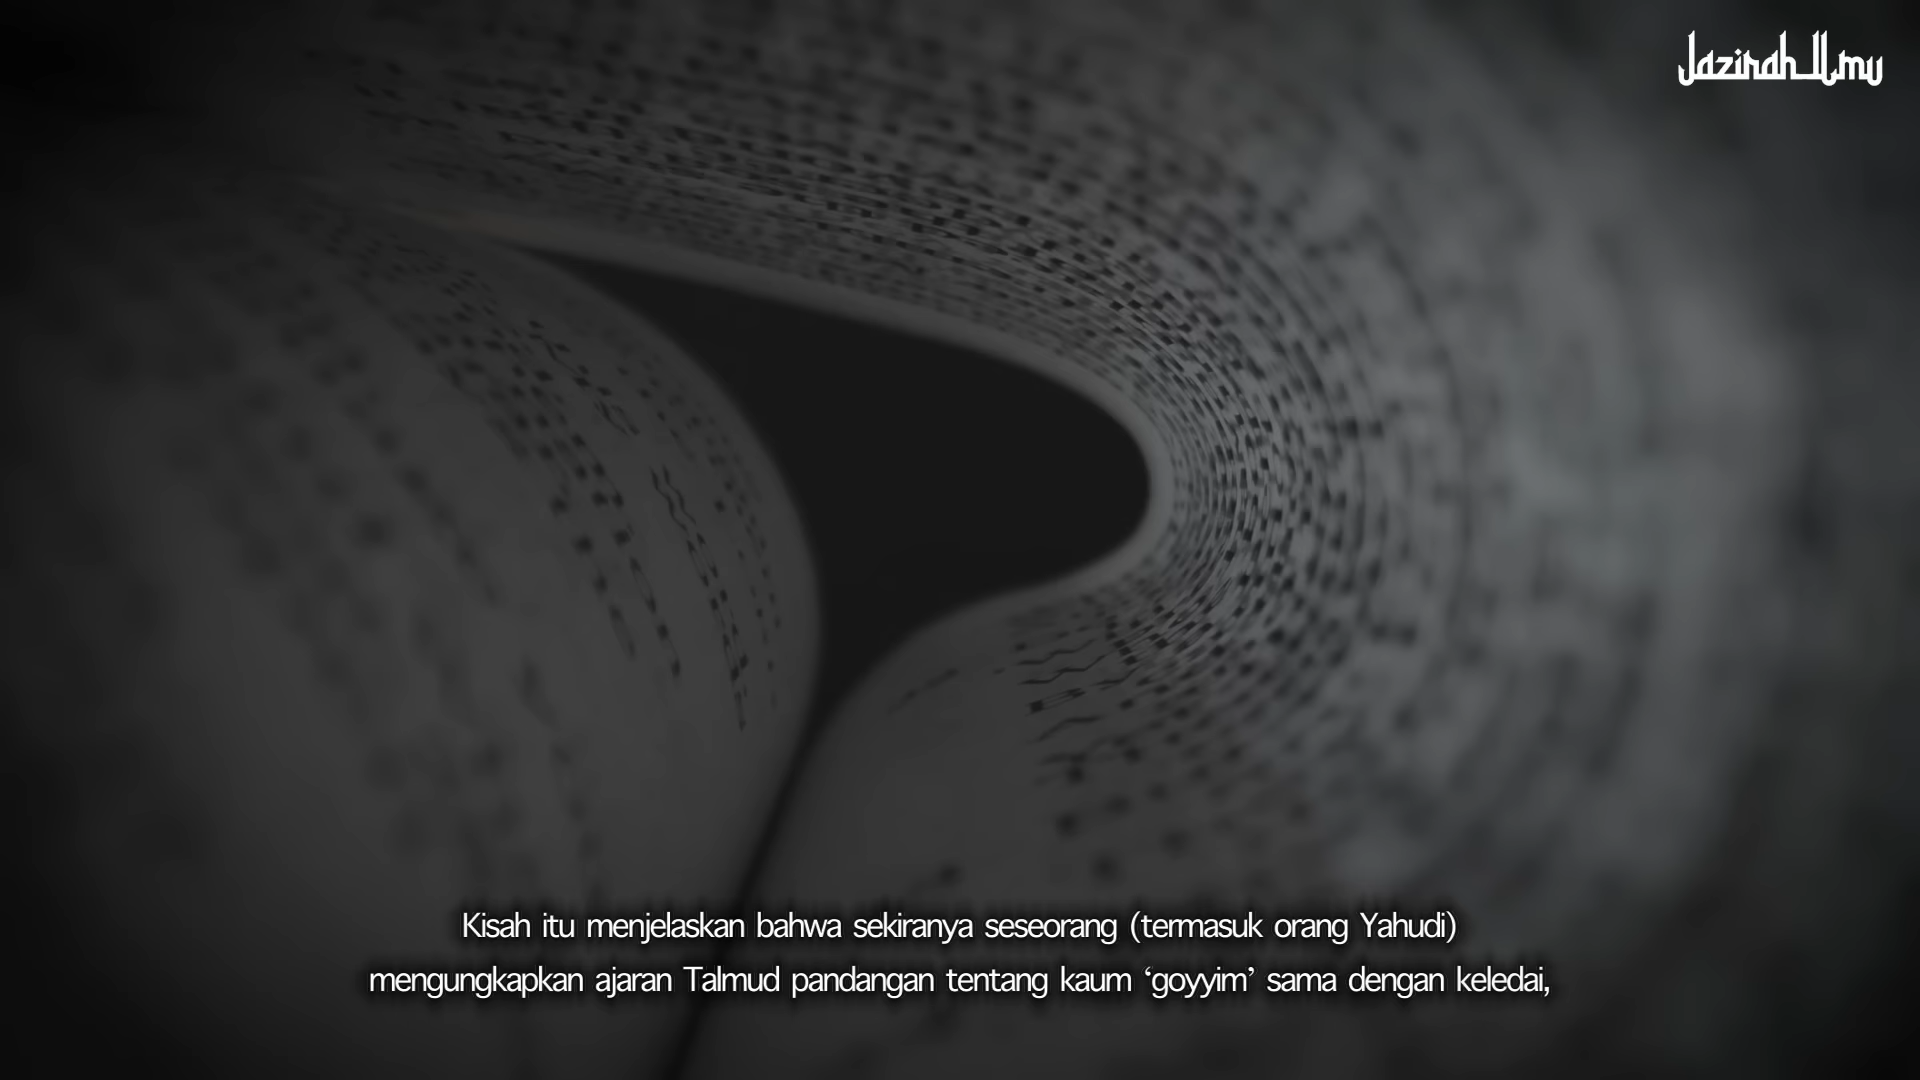 Jazirah Ilmu
Kisah itu menjelaskan bahwa sekiranya seseorang (termasuk orang Yahudi)
mengungkapkan ajaran Talmud pandangan tentang kaum ‘goyyim’ sama dengan keledai,